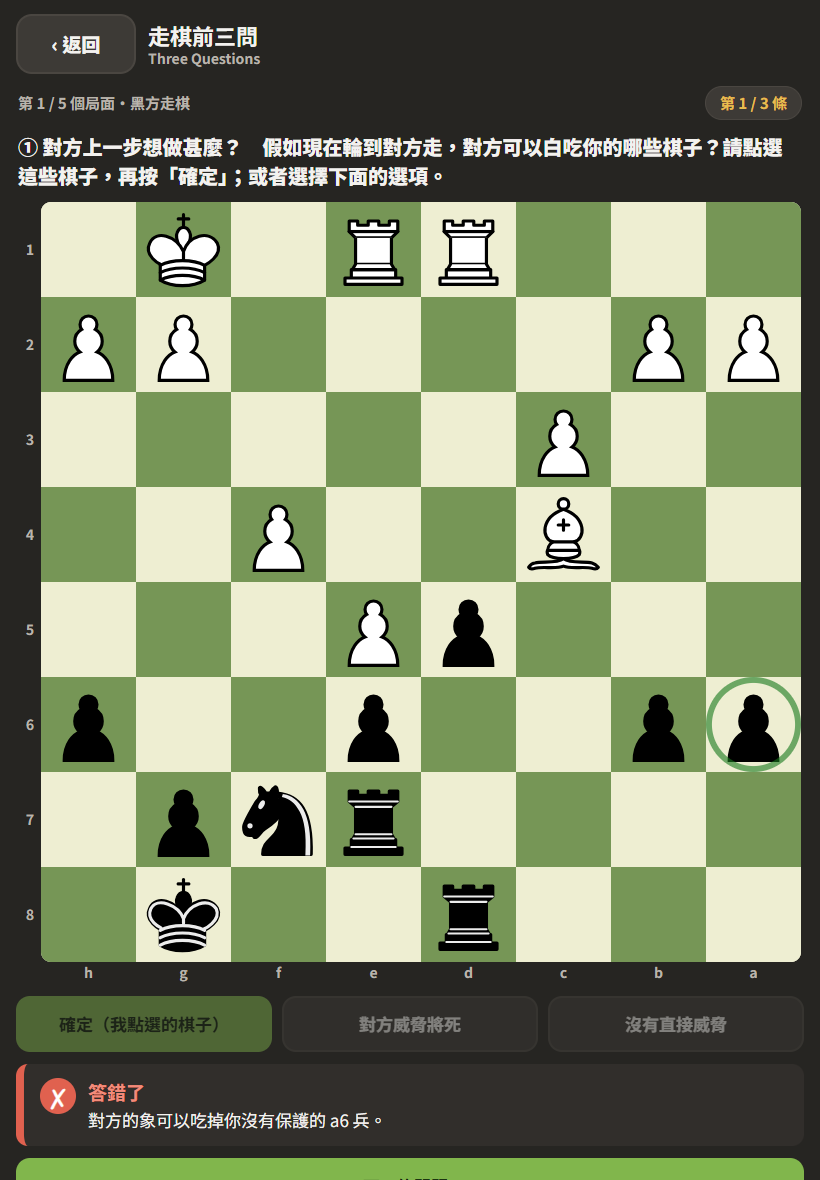 ‹ 返回
走棋前三問
Three Questions
第 1 / 5 個局面・黑方走棋
第 1 / 3 條
① 對方上一步想做甚麼？　假如現在輪到對方走，對方可以白吃你的哪些棋子？請點選
這些棋子，再按「確定」；或者選擇下面的選項。
1
2
3
4
5
6
7
8
h g f e d c b a
確定（我點選的棋子）
對方威脅將死
沒有直接威脅
✗ 答錯了
對方的象可以吃掉你沒有保護的 a6 兵。